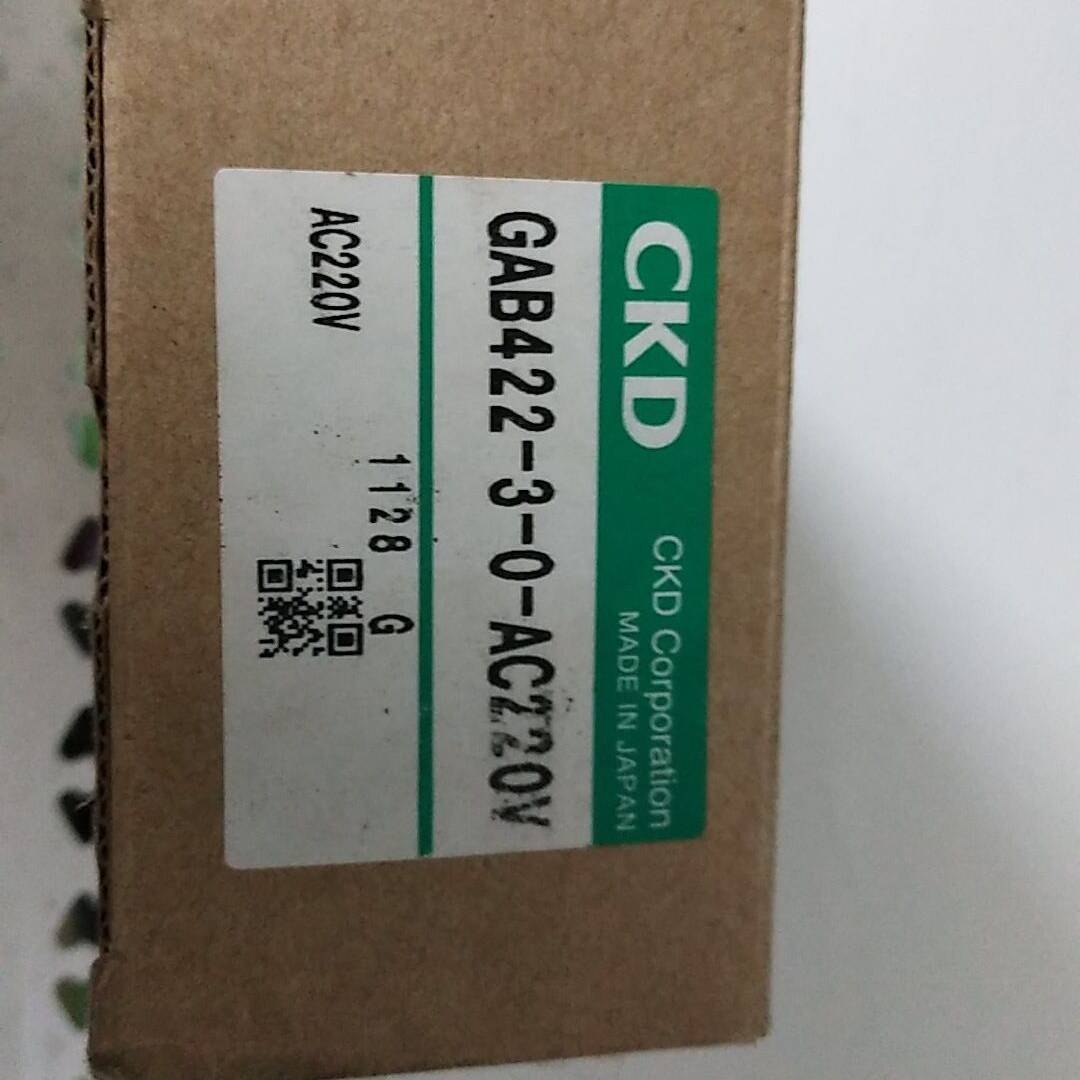 CKD
CKD Corporation
MADE IN JAPAN
GAB422-3-0-AC220V
1128 G
AC220V